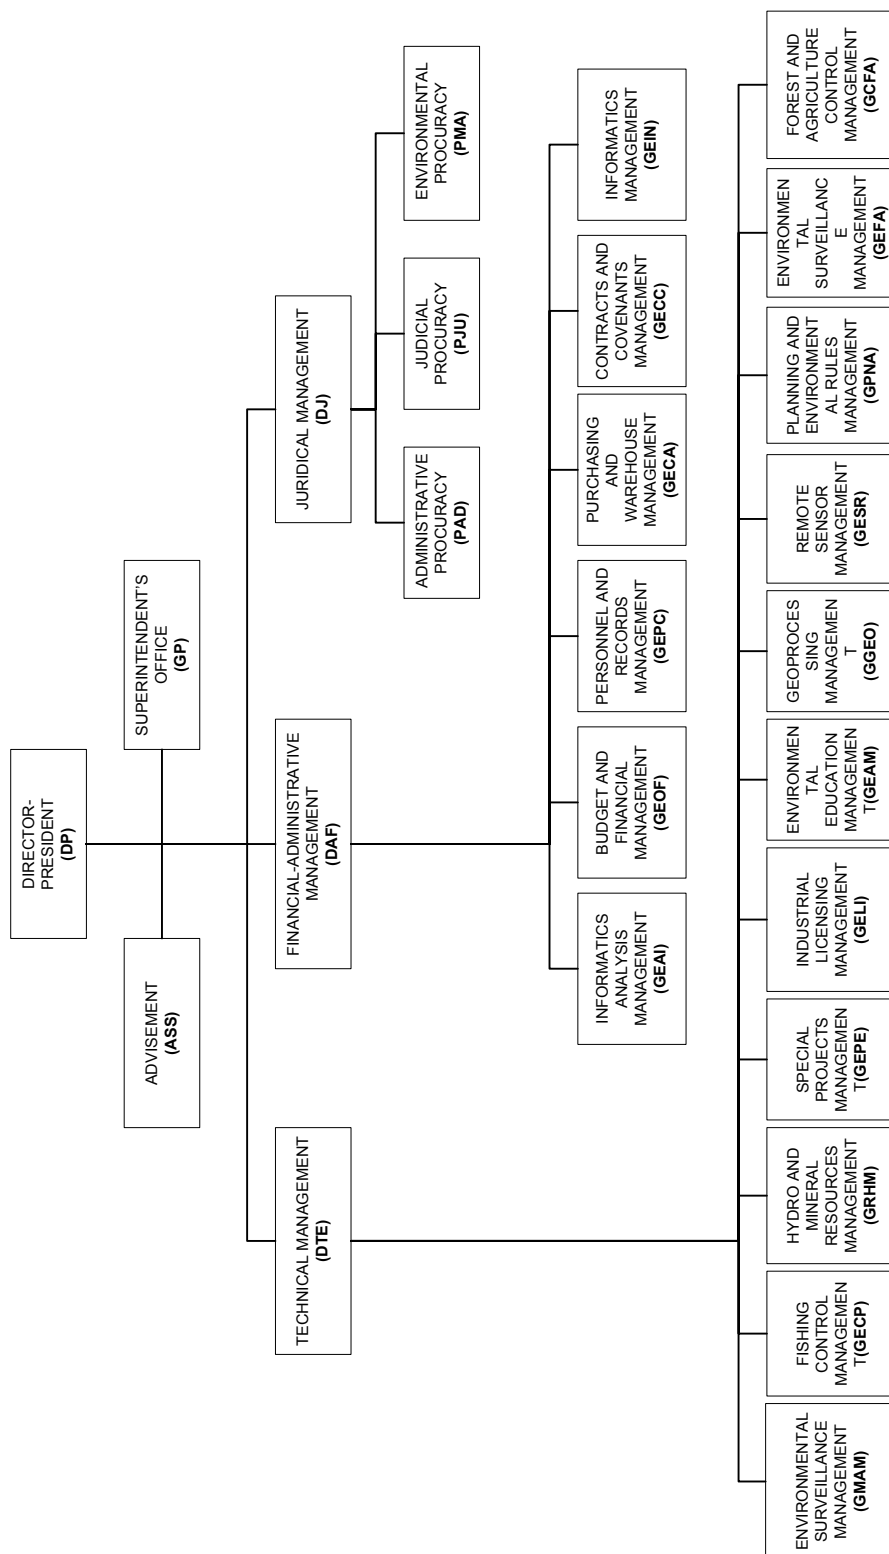 DIRECTOR-
PRESIDENT
(DP)
ADVISEMENT
(ASS)
SUPERINTENDENT'S
OFFICE
(GP)
TECHNICAL MANAGEMENT
(DTE)
FINANCIAL-ADMINISTRATIVE
MANAGEMENT
(DAF)
JURIDICAL MANAGEMENT
(DJ)
ADMINISTRATIVE
PROCURACY
(PAD)
JUDICIAL
PROCURACY
(PJU)
ENVIRONMENTAL
PROCURACY
(PMA)
INFORMATICS
ANALYSIS
MANAGEMENT
(GEAI)
BUDGET AND
FINANCIAL
MANAGEMENT
(GEOF)
PERSONNEL AND
RECORDS
MANAGEMENT
(GEPC)
PURCHASING
AND
WAREHOUSE
MANAGEMENT
(GECA)
CONTRACTS AND
COVENANTS
MANAGEMENT
(GECC)
INFORMATICS
MANAGEMENT
(GEIN)
ENVIRONMENTAL
SURVEILLANCE
MANAGEMENT
(GMAM)
FISHING
CONTROL
MANAGEMEN
T(GECP)
HYDRO AND
MINERAL
RESOURCES
MANAGEMENT
(GRHM)
SPECIAL
PROJECTS
MANAGEMEN
T(GEPE)
INDUSTRIAL
LICENSING
MANAGEMENT
(GELI)
ENVIRONMEN
TAL
EDUCATION
MANAGEMEN
T(GEAM)
GEOPROCES
SING
MANAGEMEN
T
(GGEO)
REMOTE
SENSOR
MANAGEMENT
(GESR)
PLANNING AND
ENVIRONMENT
AL RULES
MANAGEMENT
(GPNA)
ENVIRONMEN
TAL
SURVEILLANC
E
MANAGEMENT
(GEFA)
FOREST AND
AGRICULTURE
CONTROL
MANAGEMENT
(GCFA)